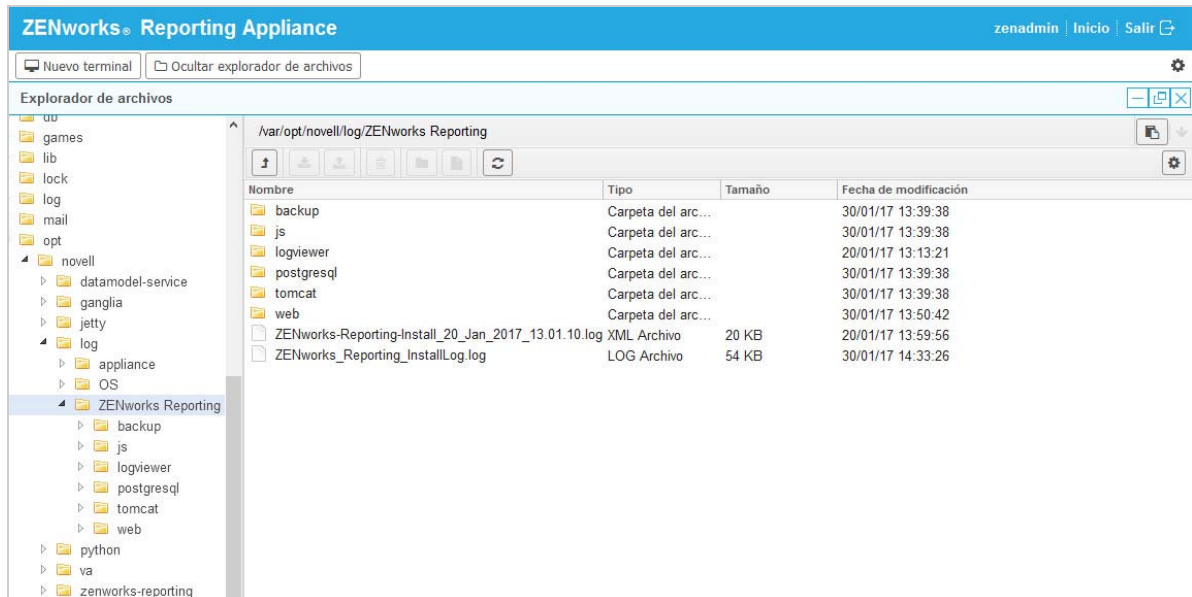 ZENworks® Reporting Appliance
zenadmin Inicio Salir
Nuevo terminal Ocultar explorador de archivos
Explorador de archivos
db
games
lib
lock
log
mail
opt
novell
datamodel-service
ganglia
jetty
log
appliance
OS
ZENworks Reporting
backup
js
logviewer
postgresql
tomcat
web
python
va
zenworks-reporting
/var/opt/novell/log/ZENworks Reporting
Nombre Tipo Tamaño Fecha de modificación
backup Carpeta del arc... 30/01/17 13:39:38
js Carpeta del arc... 30/01/17 13:39:38
logviewer Carpeta del arc... 20/01/17 13:13:21
postgresql Carpeta del arc... 30/01/17 13:39:38
tomcat Carpeta del arc... 30/01/17 13:39:38
web Carpeta del arc... 30/01/17 13:50:42
ZENworks-Reporting-Install_20_Jan_2017_13.01.10.log XML Archivo 20 KB 20/01/17 13:59:56
ZENworks_Reporting_InstallLog.log LOG Archivo 54 KB 30/01/17 14:33:26